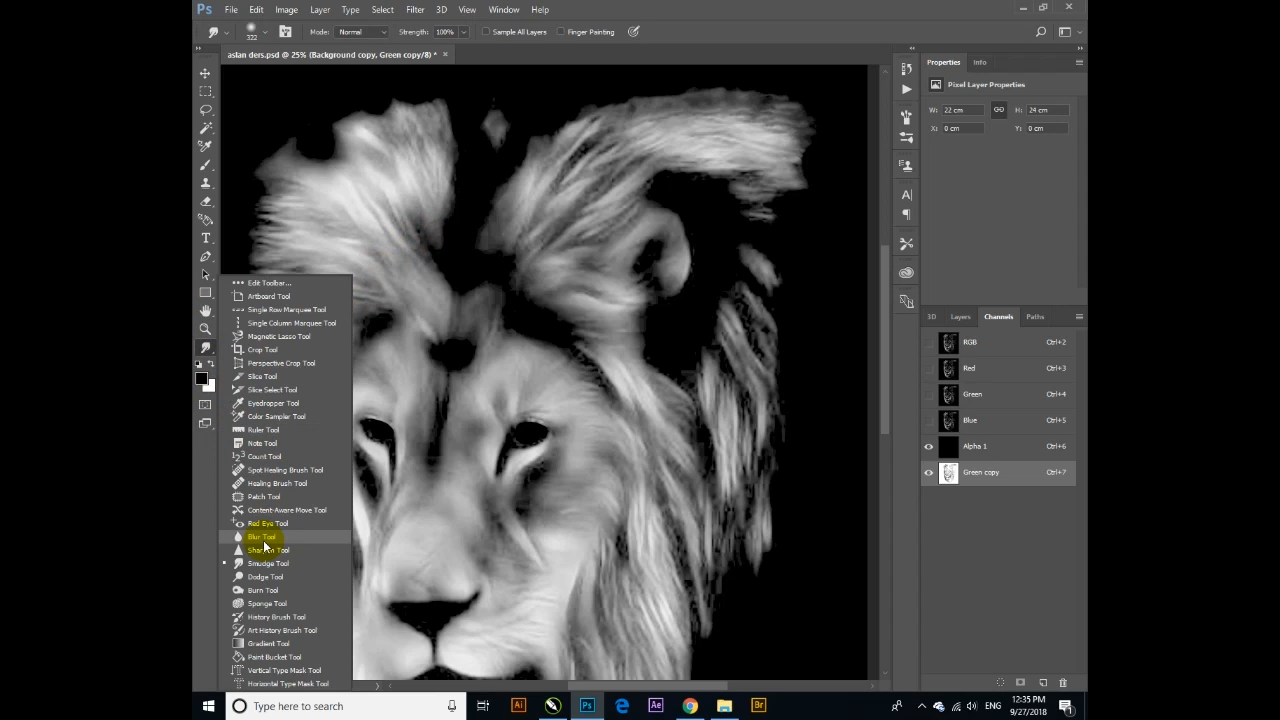 Ps File Edit Image Layer Type Select Filter 3D View Window Help
322 Mode: Normal Strength: 100% Sample All Layers Finger Painting
aslan ders.psd @ 25% (Background copy, Green copy/8) * ×
Properties Info
Pixel Layer Properties
W: 22 cm H: 24 cm
X: 0 cm Y: 0 cm
Edit Toolbar...
Artboard Tool
Single Row Marquee Tool
Single Column Marquee Tool
Magnetic Lasso Tool
Crop Tool
Perspective Crop Tool
Slice Tool
Slice Select Tool
Eyedropper Tool
Color Sampler Tool
Ruler Tool
Note Tool
Count Tool
Spot Healing Brush Tool
Healing Brush Tool
Patch Tool
Content-Aware Move Tool
Red Eye Tool
Blur Tool
Sharpen Tool
Smudge Tool
Dodge Tool
Burn Tool
Sponge Tool
History Brush Tool
Art History Brush Tool
Gradient Tool
Paint Bucket Tool
Vertical Type Mask Tool
Horizontal Type Mask Tool
3D Layers Channels Paths
RGB Ctrl+2
Red Ctrl+3
Green Ctrl+4
Blue Ctrl+5
Alpha 1 Ctrl+6
Green copy Ctrl+7
Type here to search
Ai Ps Ae Br
ENG
12:35 PM
9/27/2018
1